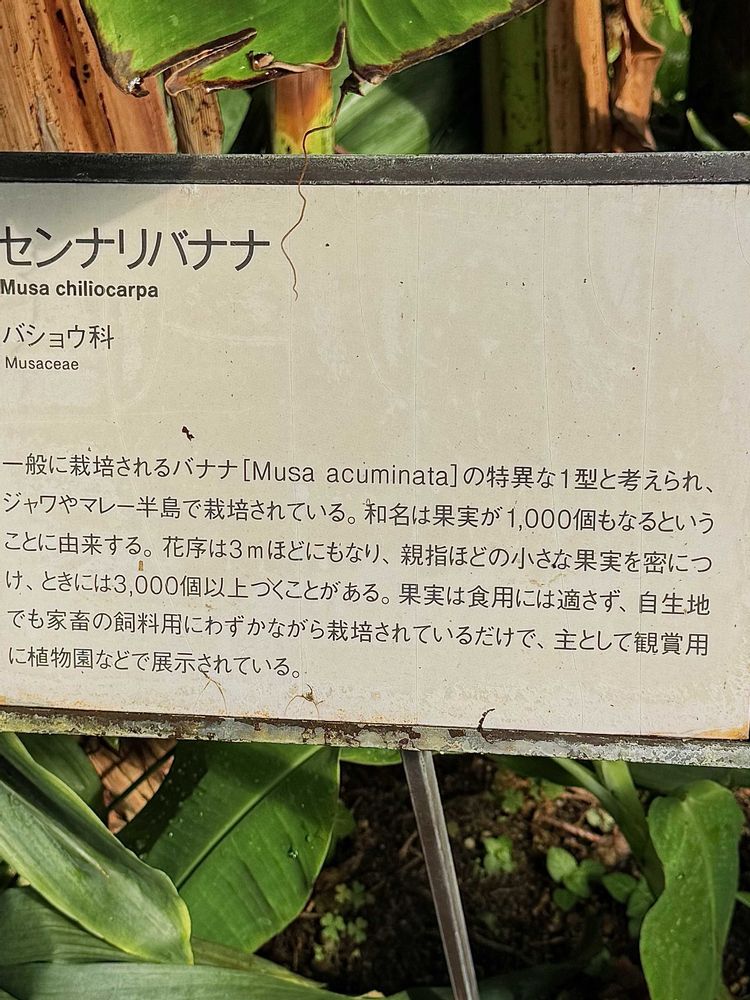 センナリバナナ
Musa chiliocarpa
バショウ科
Musaceae
一般に栽培されるバナナ[Musa acuminata]の特異な1型と考えられ、
ジャワやマレー半島で栽培されている。和名は果実が1,000個もなるという
ことに由来する。花序は3mほどにもなり、親指ほどの小さな果実を密につ
け、ときには3,000個以上つくことがある。果実は食用には適さず、自生地
でも家畜の飼料用にわずかながら栽培されているだけで、主として観賞用
に植物園などで展示されている。